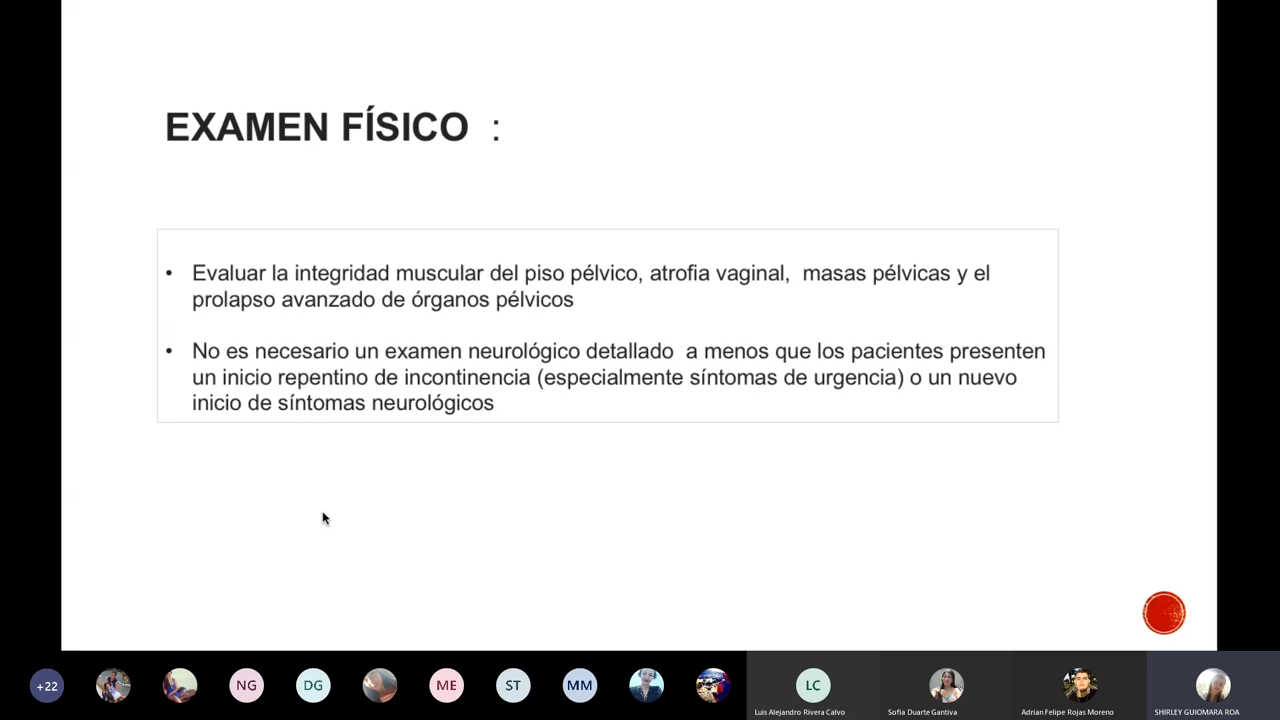 EXAMEN FÍSICO :
• Evaluar la integridad muscular del piso pélvico, atrofia vaginal, masas pélvicas y el
prolapso avanzado de órganos pélvicos
• No es necesario un examen neurológico detallado a menos que los pacientes presenten
un inicio repentino de incontinencia (especialmente síntomas de urgencia) o un nuevo
inicio de síntomas neurológicos
+22
NG
DG
ME
ST
MM
LC
Luis Alejandro Rivera Calvo
Sofia Duarte Gantiva
Adrian Felipe Rojas Moreno
SHIRLEY GUIOMARA ROA